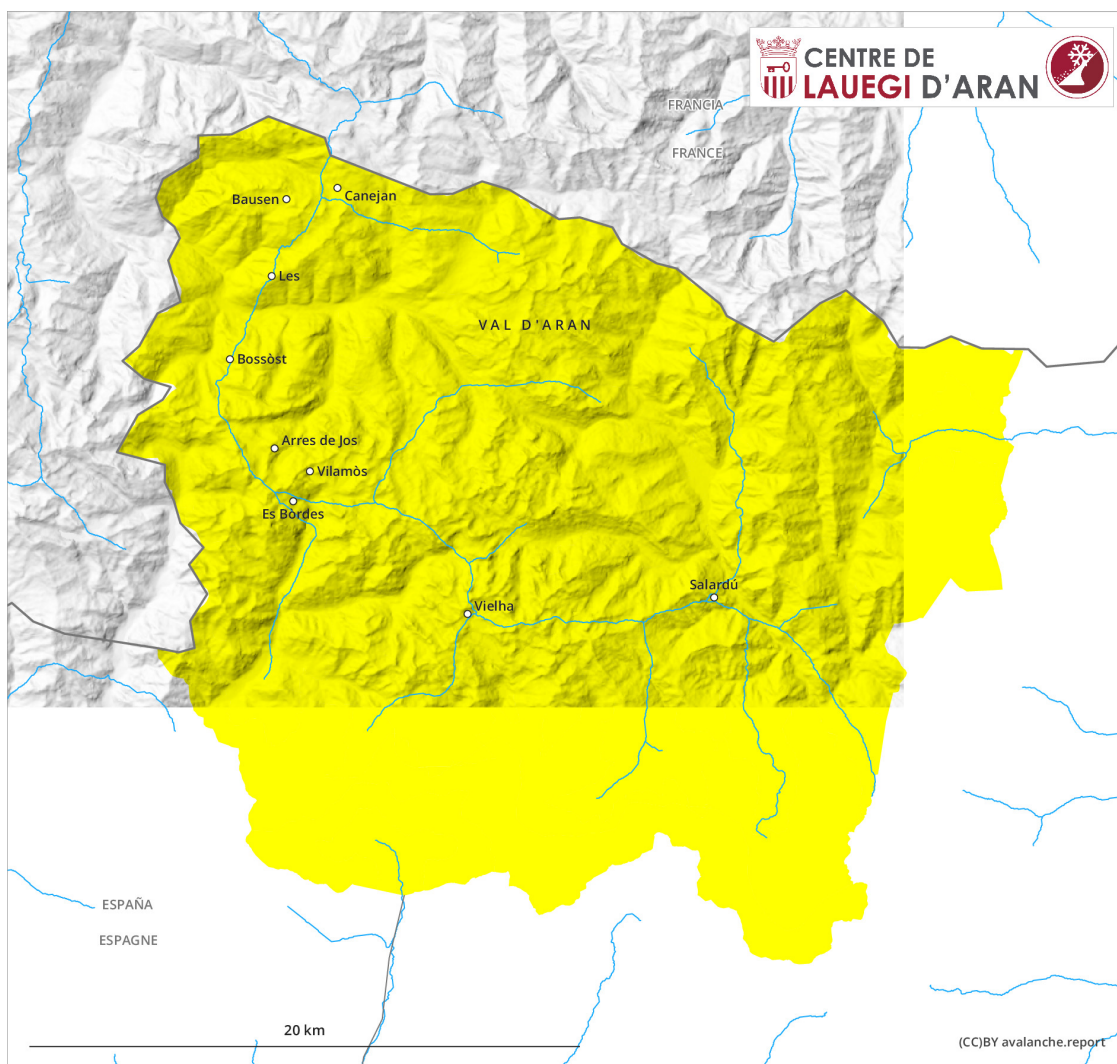 CENTRE DE
LAUEGI D'ARAN
FRANCIA
FRANCE
Bausen
Canejan
Les
VAL D'ARAN
Bossòst
Arres de Jos
Vilamòs
Es Bòrdes
Salardú
Vielha
ESPAÑA
ESPAGNE
20 km
(CC)BY avalanche.report